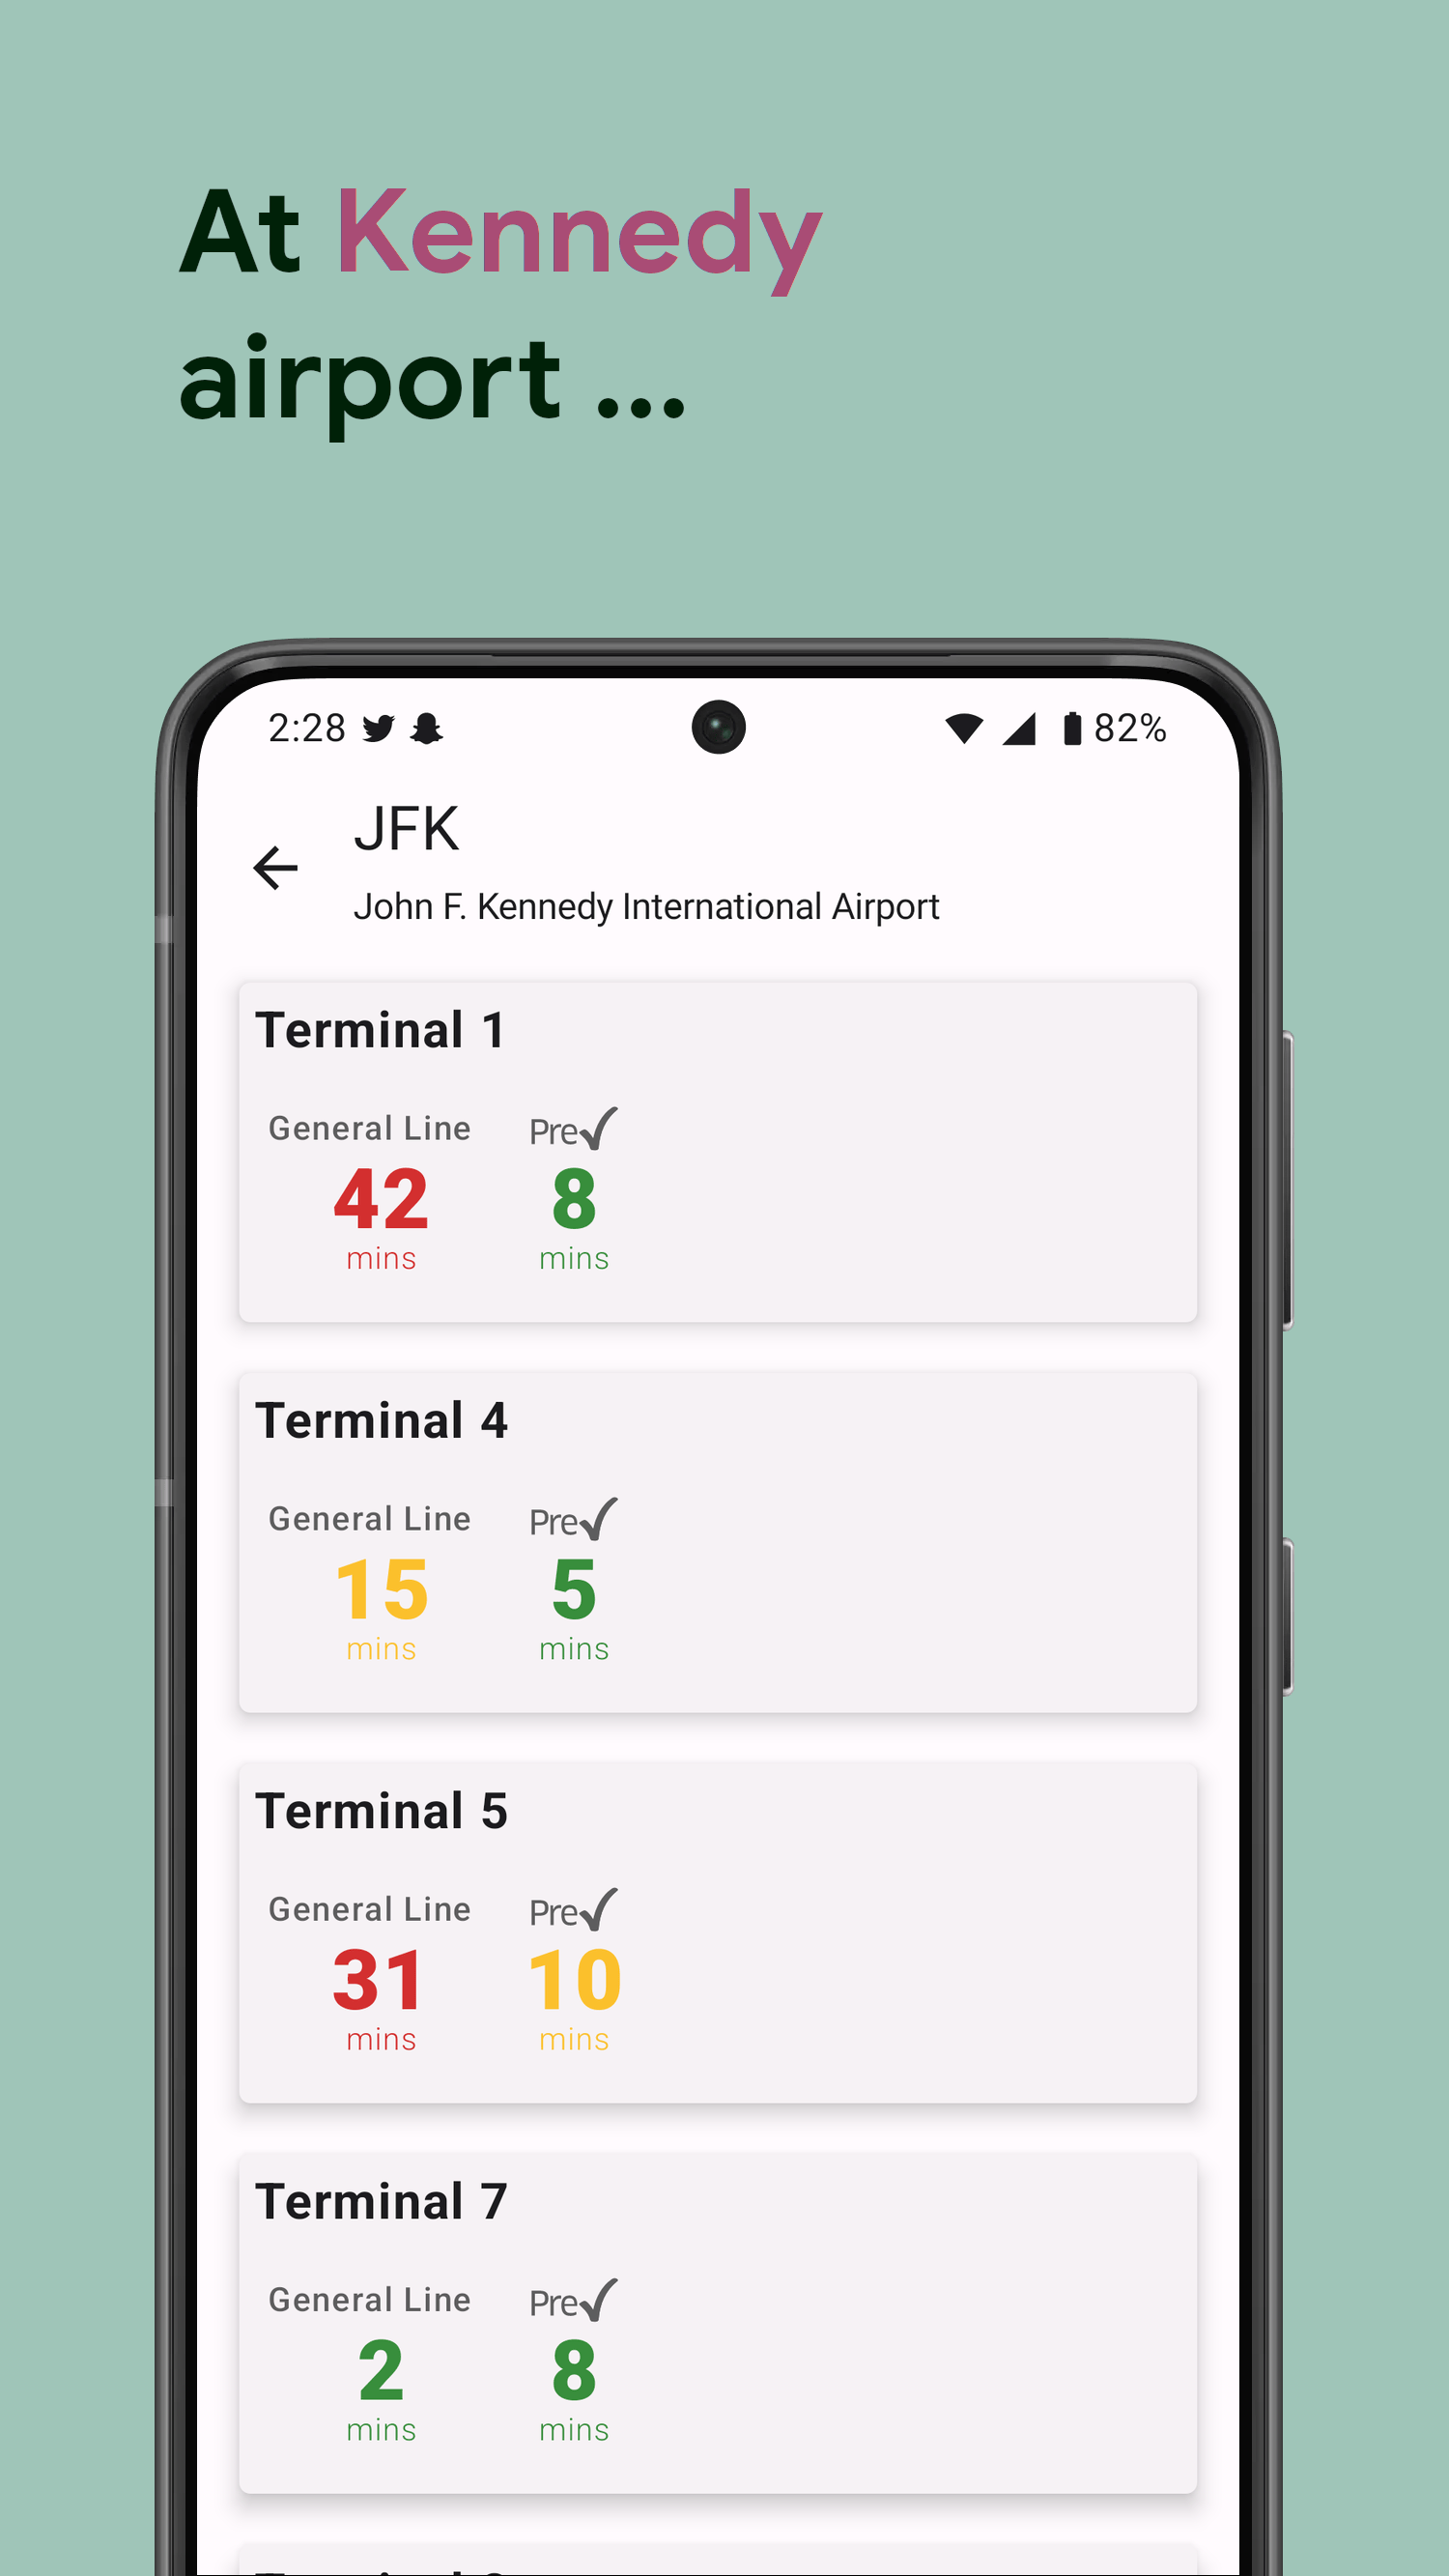 At Kennedy
airport ...
2:28 82%
JFK
John F. Kennedy International Airport
Terminal 1
General Line Pre✓
42 8
mins mins
Terminal 4
General Line Pre✓
15 5
mins mins
Terminal 5
General Line Pre✓
31 10
mins mins
Terminal 7
General Line Pre✓
2 8
mins mins
Terminal